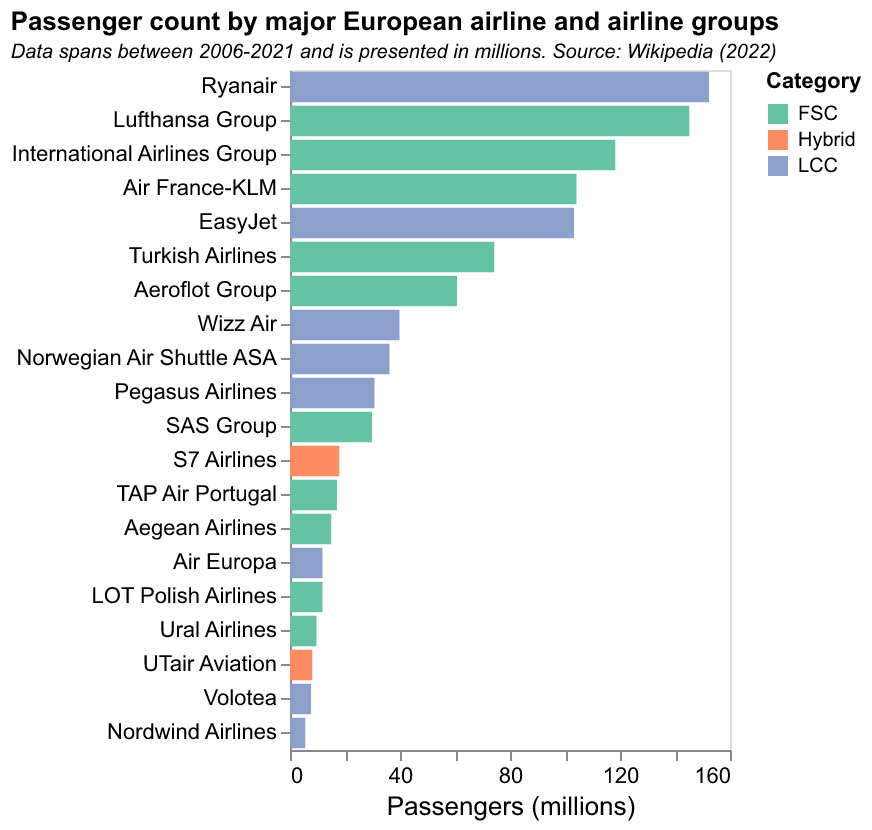 Passenger count by major European airline and airline groups
Data spans between 2006-2021 and is presented in millions. Source: Wikipedia (2022)
Category
FSC
Hybrid
LCC
Ryanair
Lufthansa Group
International Airlines Group
Air France-KLM
EasyJet
Turkish Airlines
Aeroflot Group
Wizz Air
Norwegian Air Shuttle ASA
Pegasus Airlines
SAS Group
S7 Airlines
TAP Air Portugal
Aegean Airlines
Air Europa
LOT Polish Airlines
Ural Airlines
UTair Aviation
Volotea
Nordwind Airlines
0 40 80 120 160
Passengers (millions)